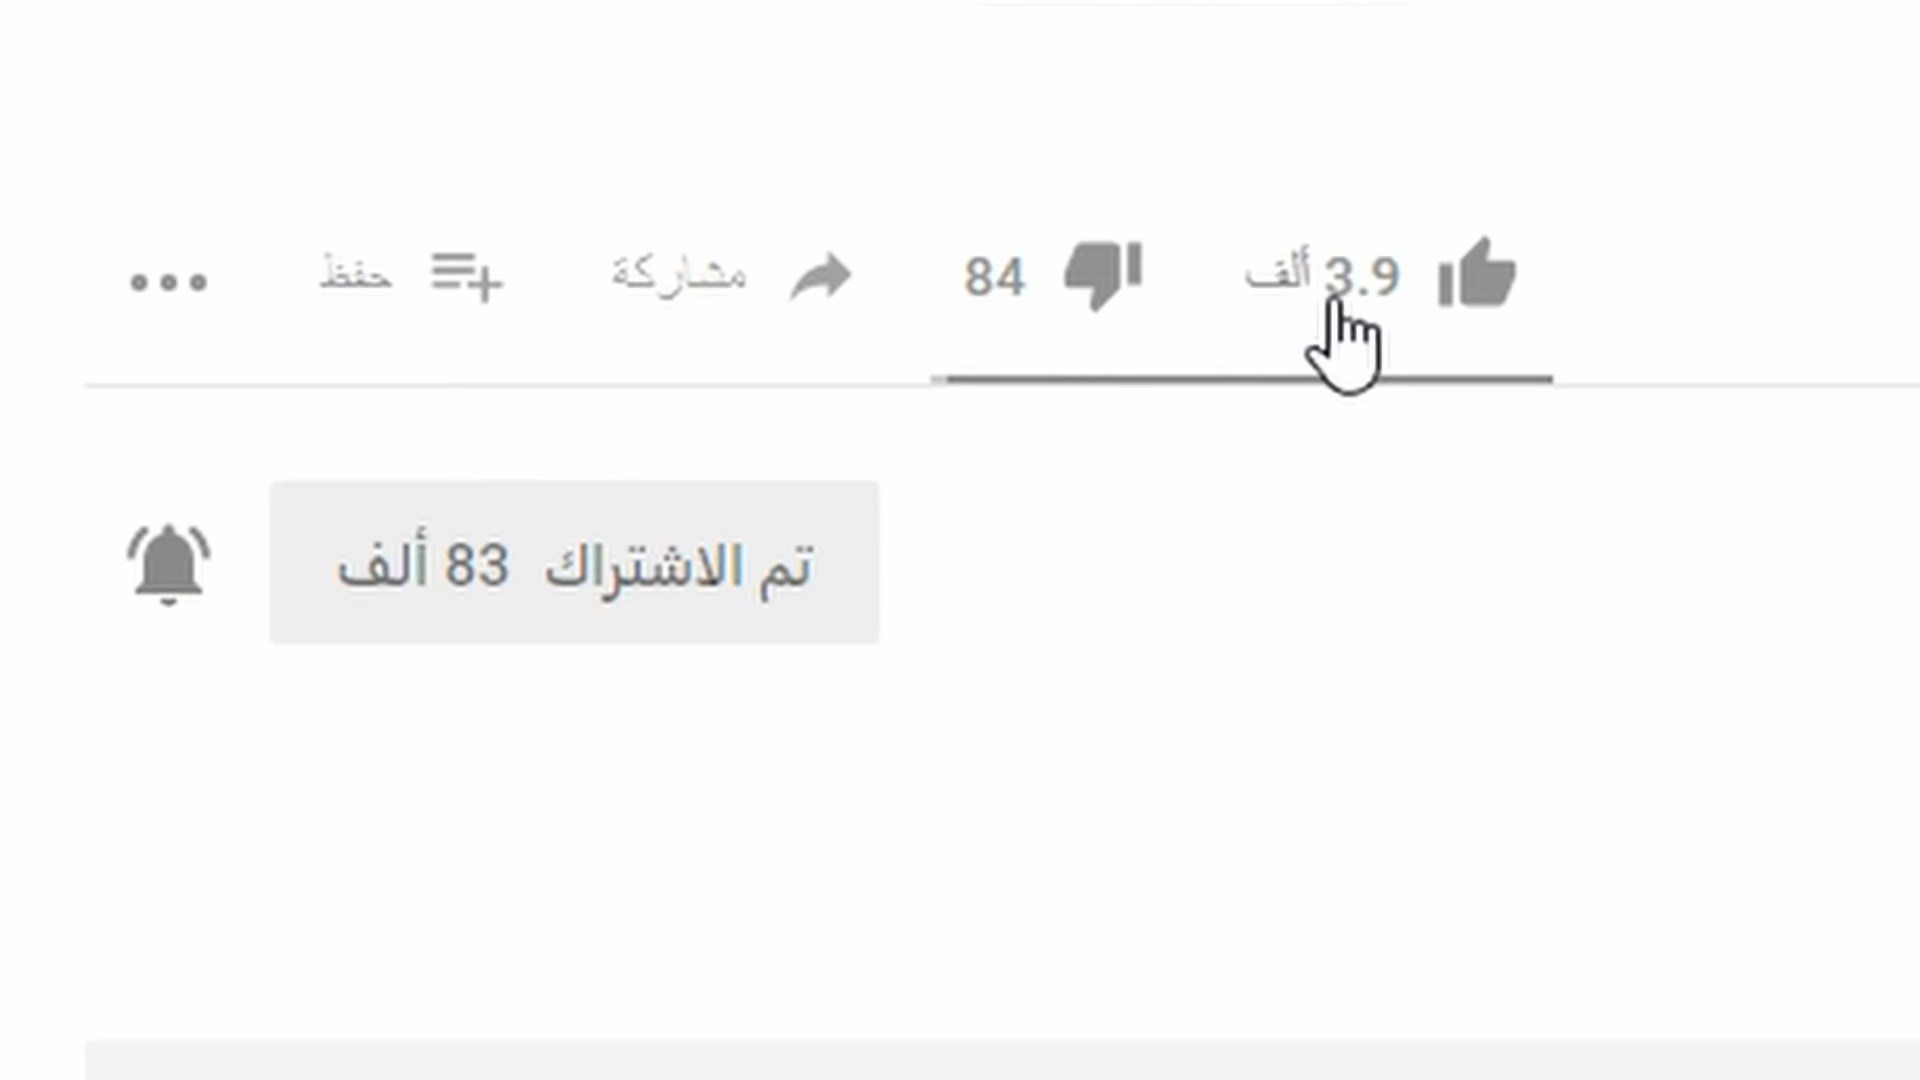 3.9 ألف 84 مشاركة حفظ
تم الاشتراك 83 ألف